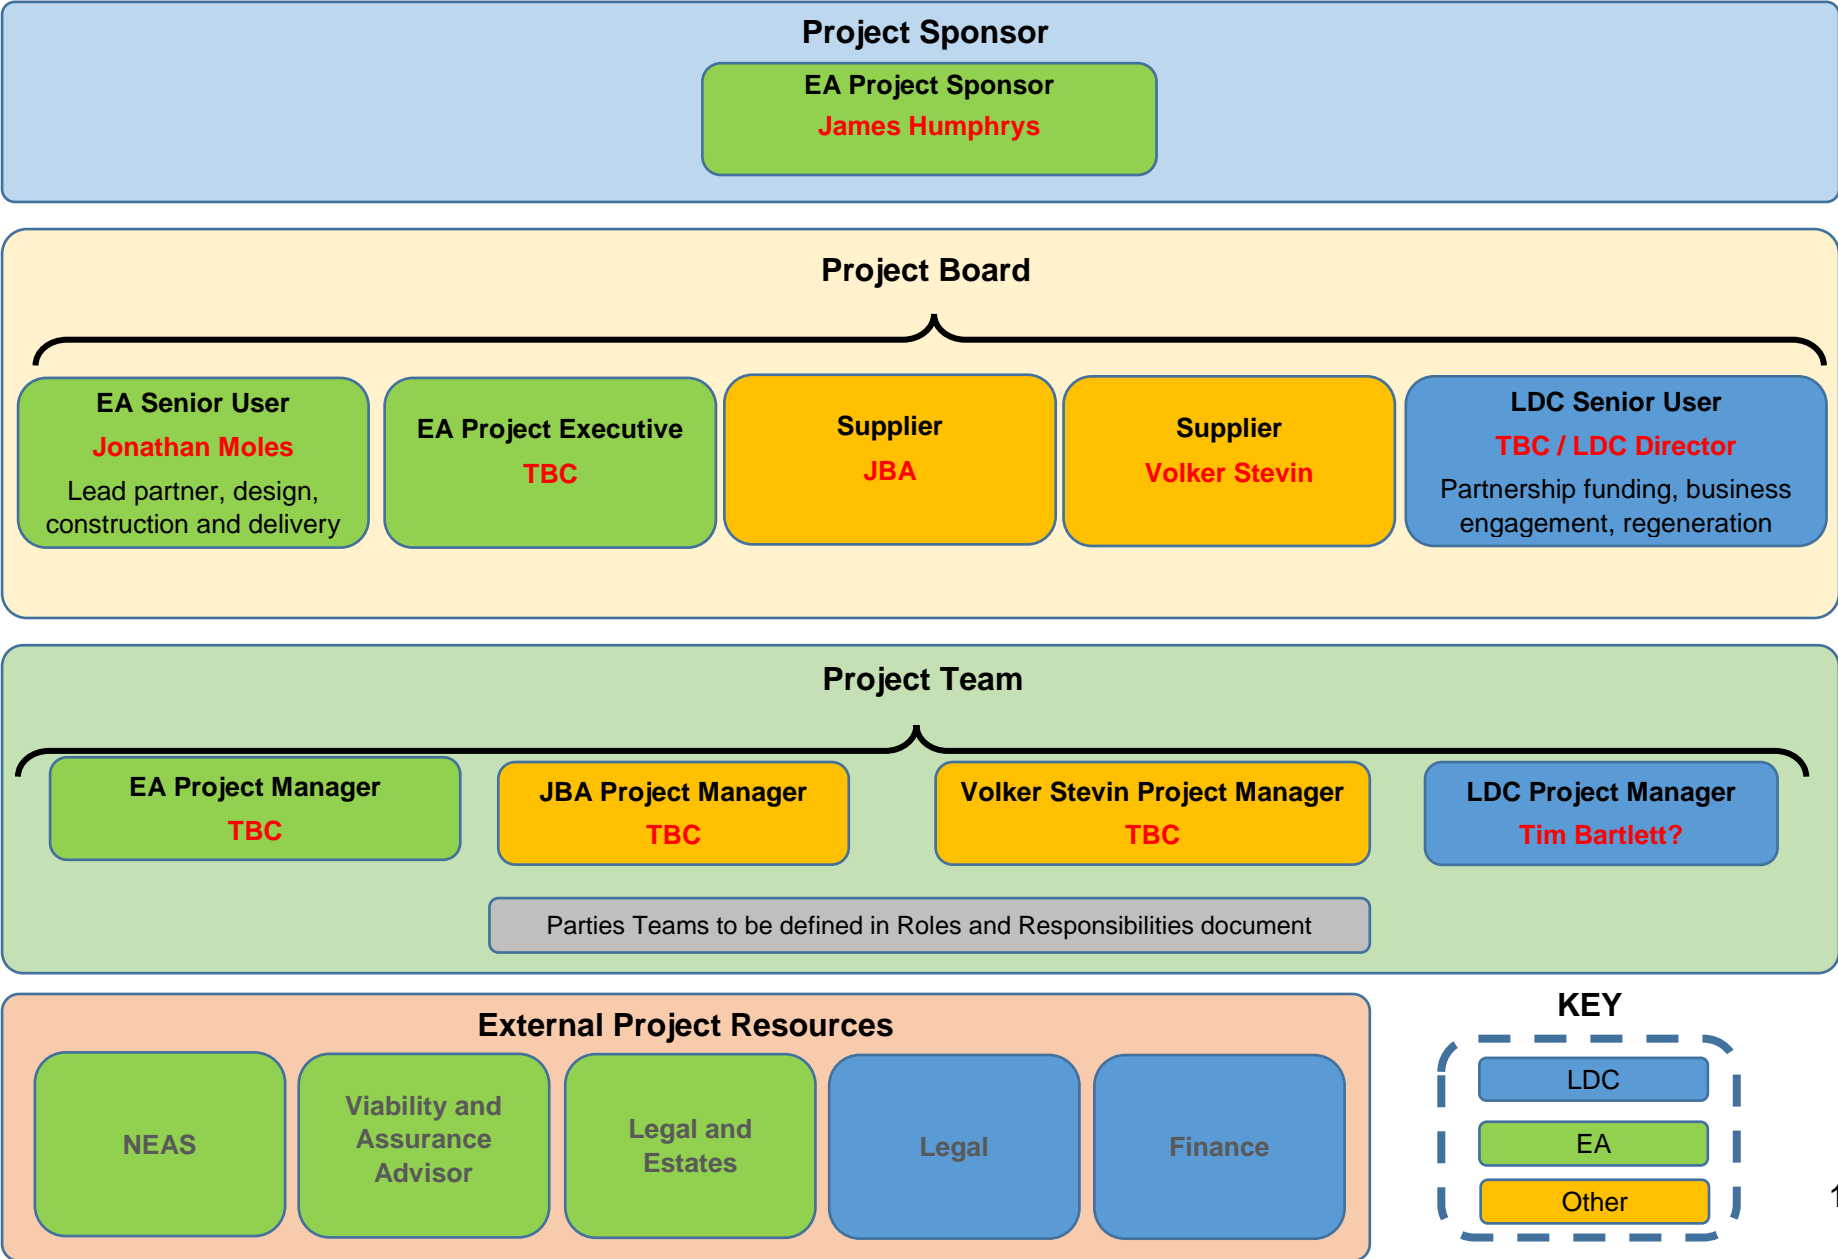 Project Sponsor
EA Project Sponsor
James Humphrys
Project Board
EA Senior User
Jonathan Moles
Lead partner, design,
construction and delivery
EA Project Executive
TBC
Supplier
JBA
Supplier
Volker Stevin
LDC Senior User
TBC / LDC Director
Partnership funding, business
engagement, regeneration
Project Team
EA Project Manager
TBC
JBA Project Manager
TBC
Volker Stevin Project Manager
TBC
LDC Project Manager
Tim Bartlett?
Parties Teams to be defined in Roles and Responsibilities document
External Project Resources
NEAS
Viability and
Assurance
Advisor
Legal and
Estates
Legal
Finance
KEY
LDC
EA
Other
1